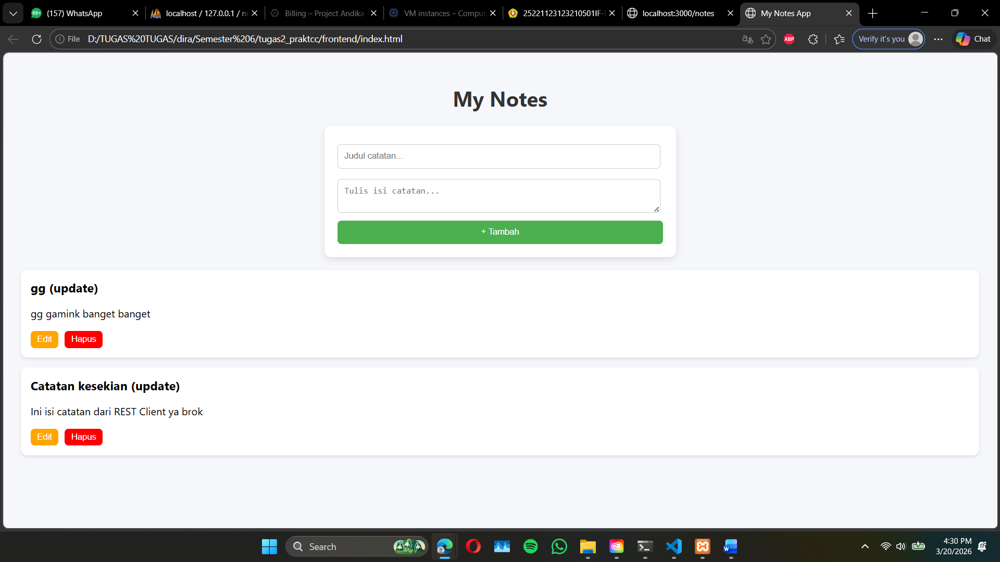 99+ (157) WhatsApp
localhost / 127.0.0.1 /
Billing – Project Andika
VM instances – Comput
25221123123210501IF-
localhost:3000/notes
My Notes App
File D:/TUGAS%20TUGAS/dira/Semester%206/tugas2_praktcc/frontend/index.html
ABP
Verify it's you
Chat
My Notes
Judul catatan...
Tulis isi catatan...
+ Tambah
gg (update)
gg gamink banget banget
Edit Hapus
Catatan kesekian (update)
Ini isi catatan dari REST Client ya brok
Edit Hapus
Search
4:30 PM
3/20/2026